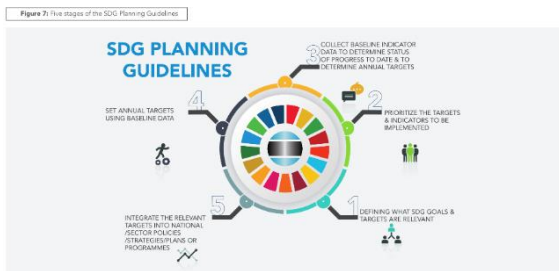 Figure 7: Five stages of the SDG Planning Guidelines
SDG PLANNING
GUIDELINES
3
COLLECT BASELINE INDICATOR
DATA TO DETERMINE STATUS
OF PROGRESS TO DATE & TO
DETERMINE ANNUAL TARGETS
4
SET ANNUAL TARGETS
USING BASELINE DATA
2
PRIORITIZE THE TARGETS
& INDICATORS TO BE
IMPLEMENTED
5
INTEGRATE THE RELEVANT
TARGETS INTO NATIONAL
/SECTOR POLICIES
/STRATEGIES/PLANS OR
PROGRAMMES
1
DEFINING WHAT SDG GOALS &
TARGETS ARE RELEVANT